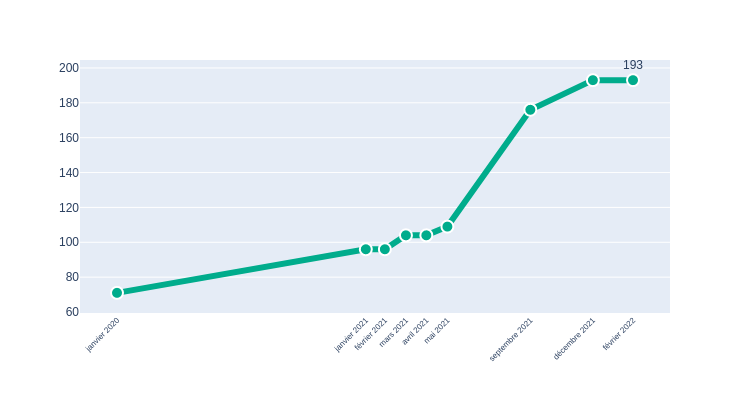 193
200
180
160
140
120
100
80
60
janvier 2020
janvier 2021
février 2021
mars 2021
avril 2021
mai 2021
septembre 2021
décembre 2021
février 2022